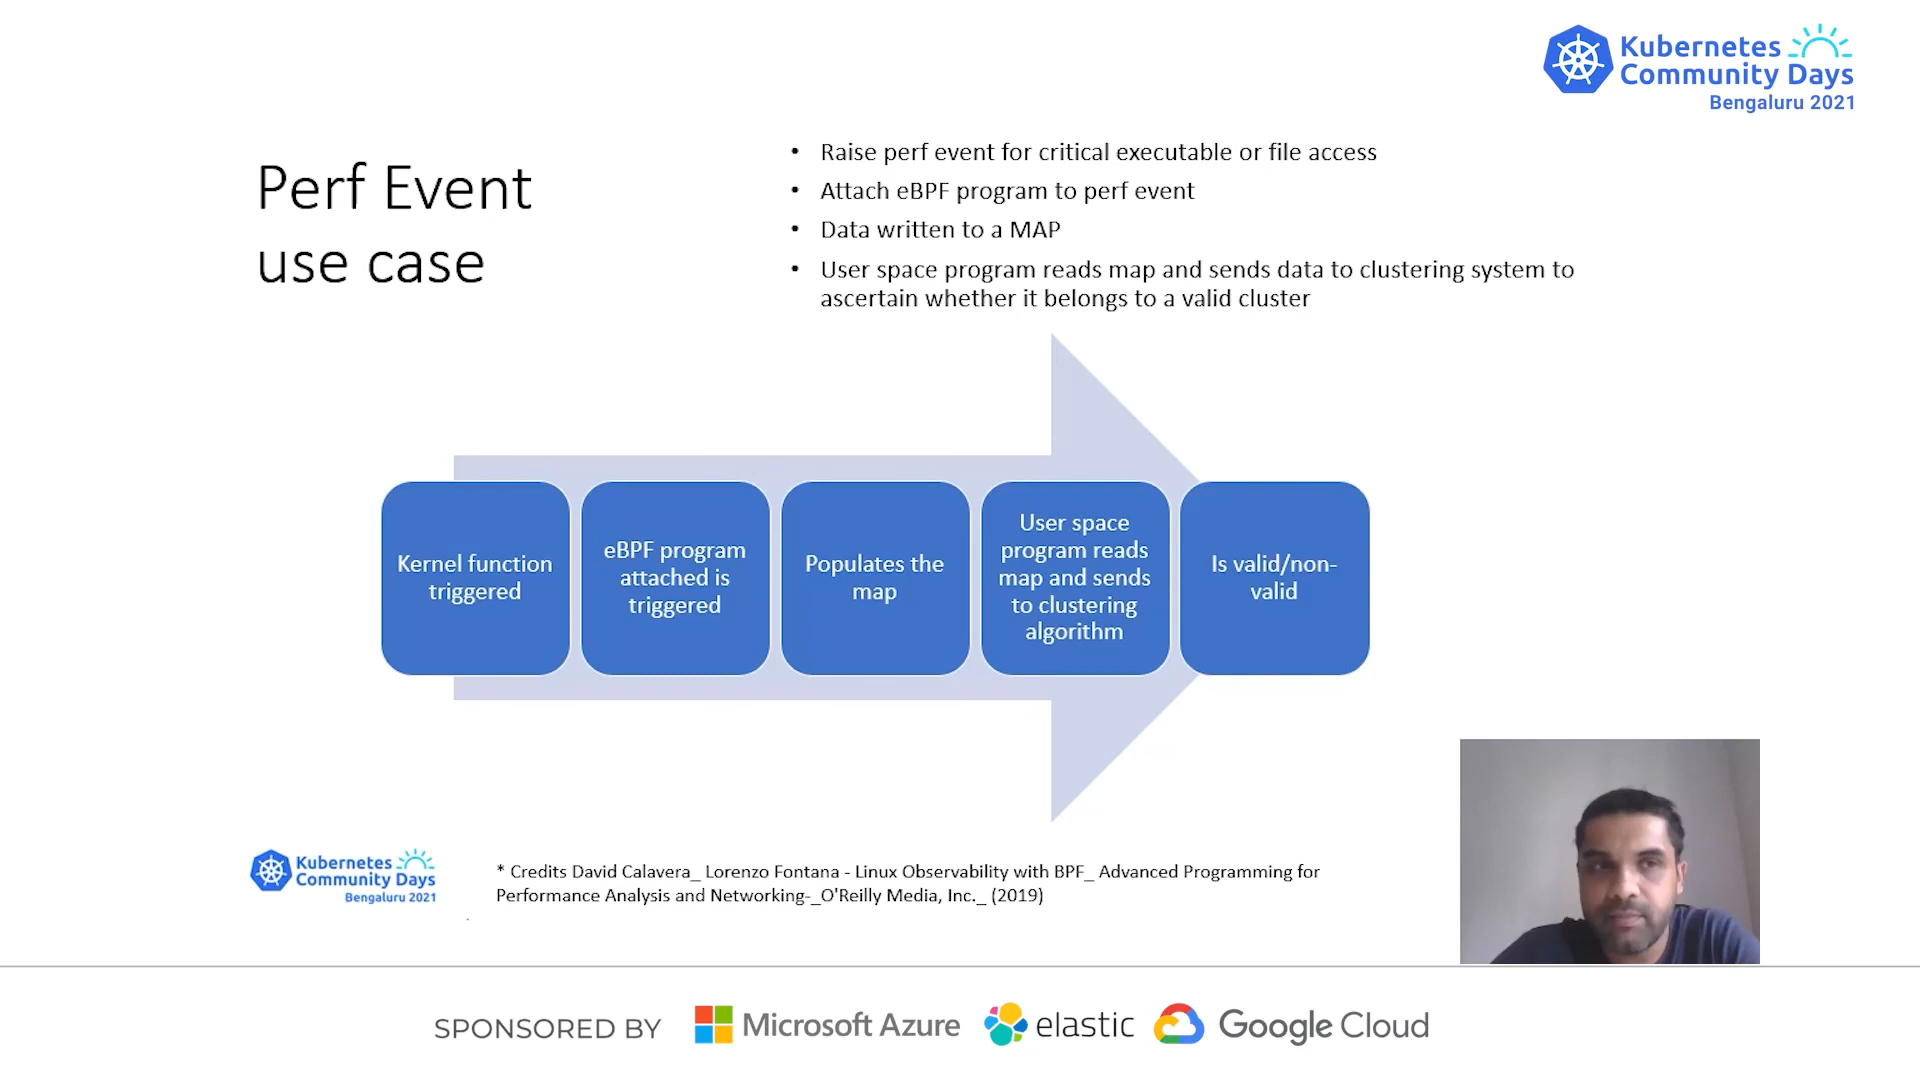 Kubernetes
Community Days
Bengaluru 2021
Perf Event
use case
• Raise perf event for critical executable or file access
• Attach eBPF program to perf event
• Data written to a MAP
• User space program reads map and sends data to clustering system to
ascertain whether it belongs to a valid cluster
Kernel function
triggered
eBPF program
attached is
triggered
Populates the
map
User space
program reads
map and sends
to clustering
algorithm
Is valid/non-
valid
Kubernetes
Community Days
Bengaluru 2021
* Credits David Calavera_ Lorenzo Fontana - Linux Observability with BPF_ Advanced Programming for
Performance Analysis and Networking-_O'Reilly Media, Inc._ (2019)
SPONSORED BY Microsoft Azure elastic Google Cloud